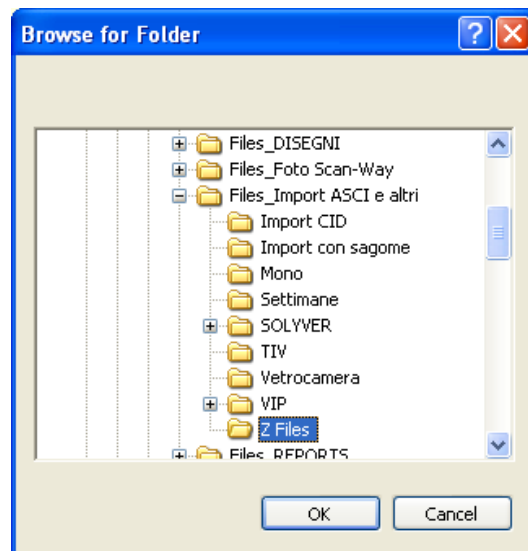 Browse for Folder
Files_DISEGNI
Files_Foto Scan-Way
Files_Import ASCI e altri
Import CID
Import con sagome
Mono
Settimane
SOLYVER
TIV
Vetrocamera
VIP
Z Files
Files_REPORTS
OK Cancel